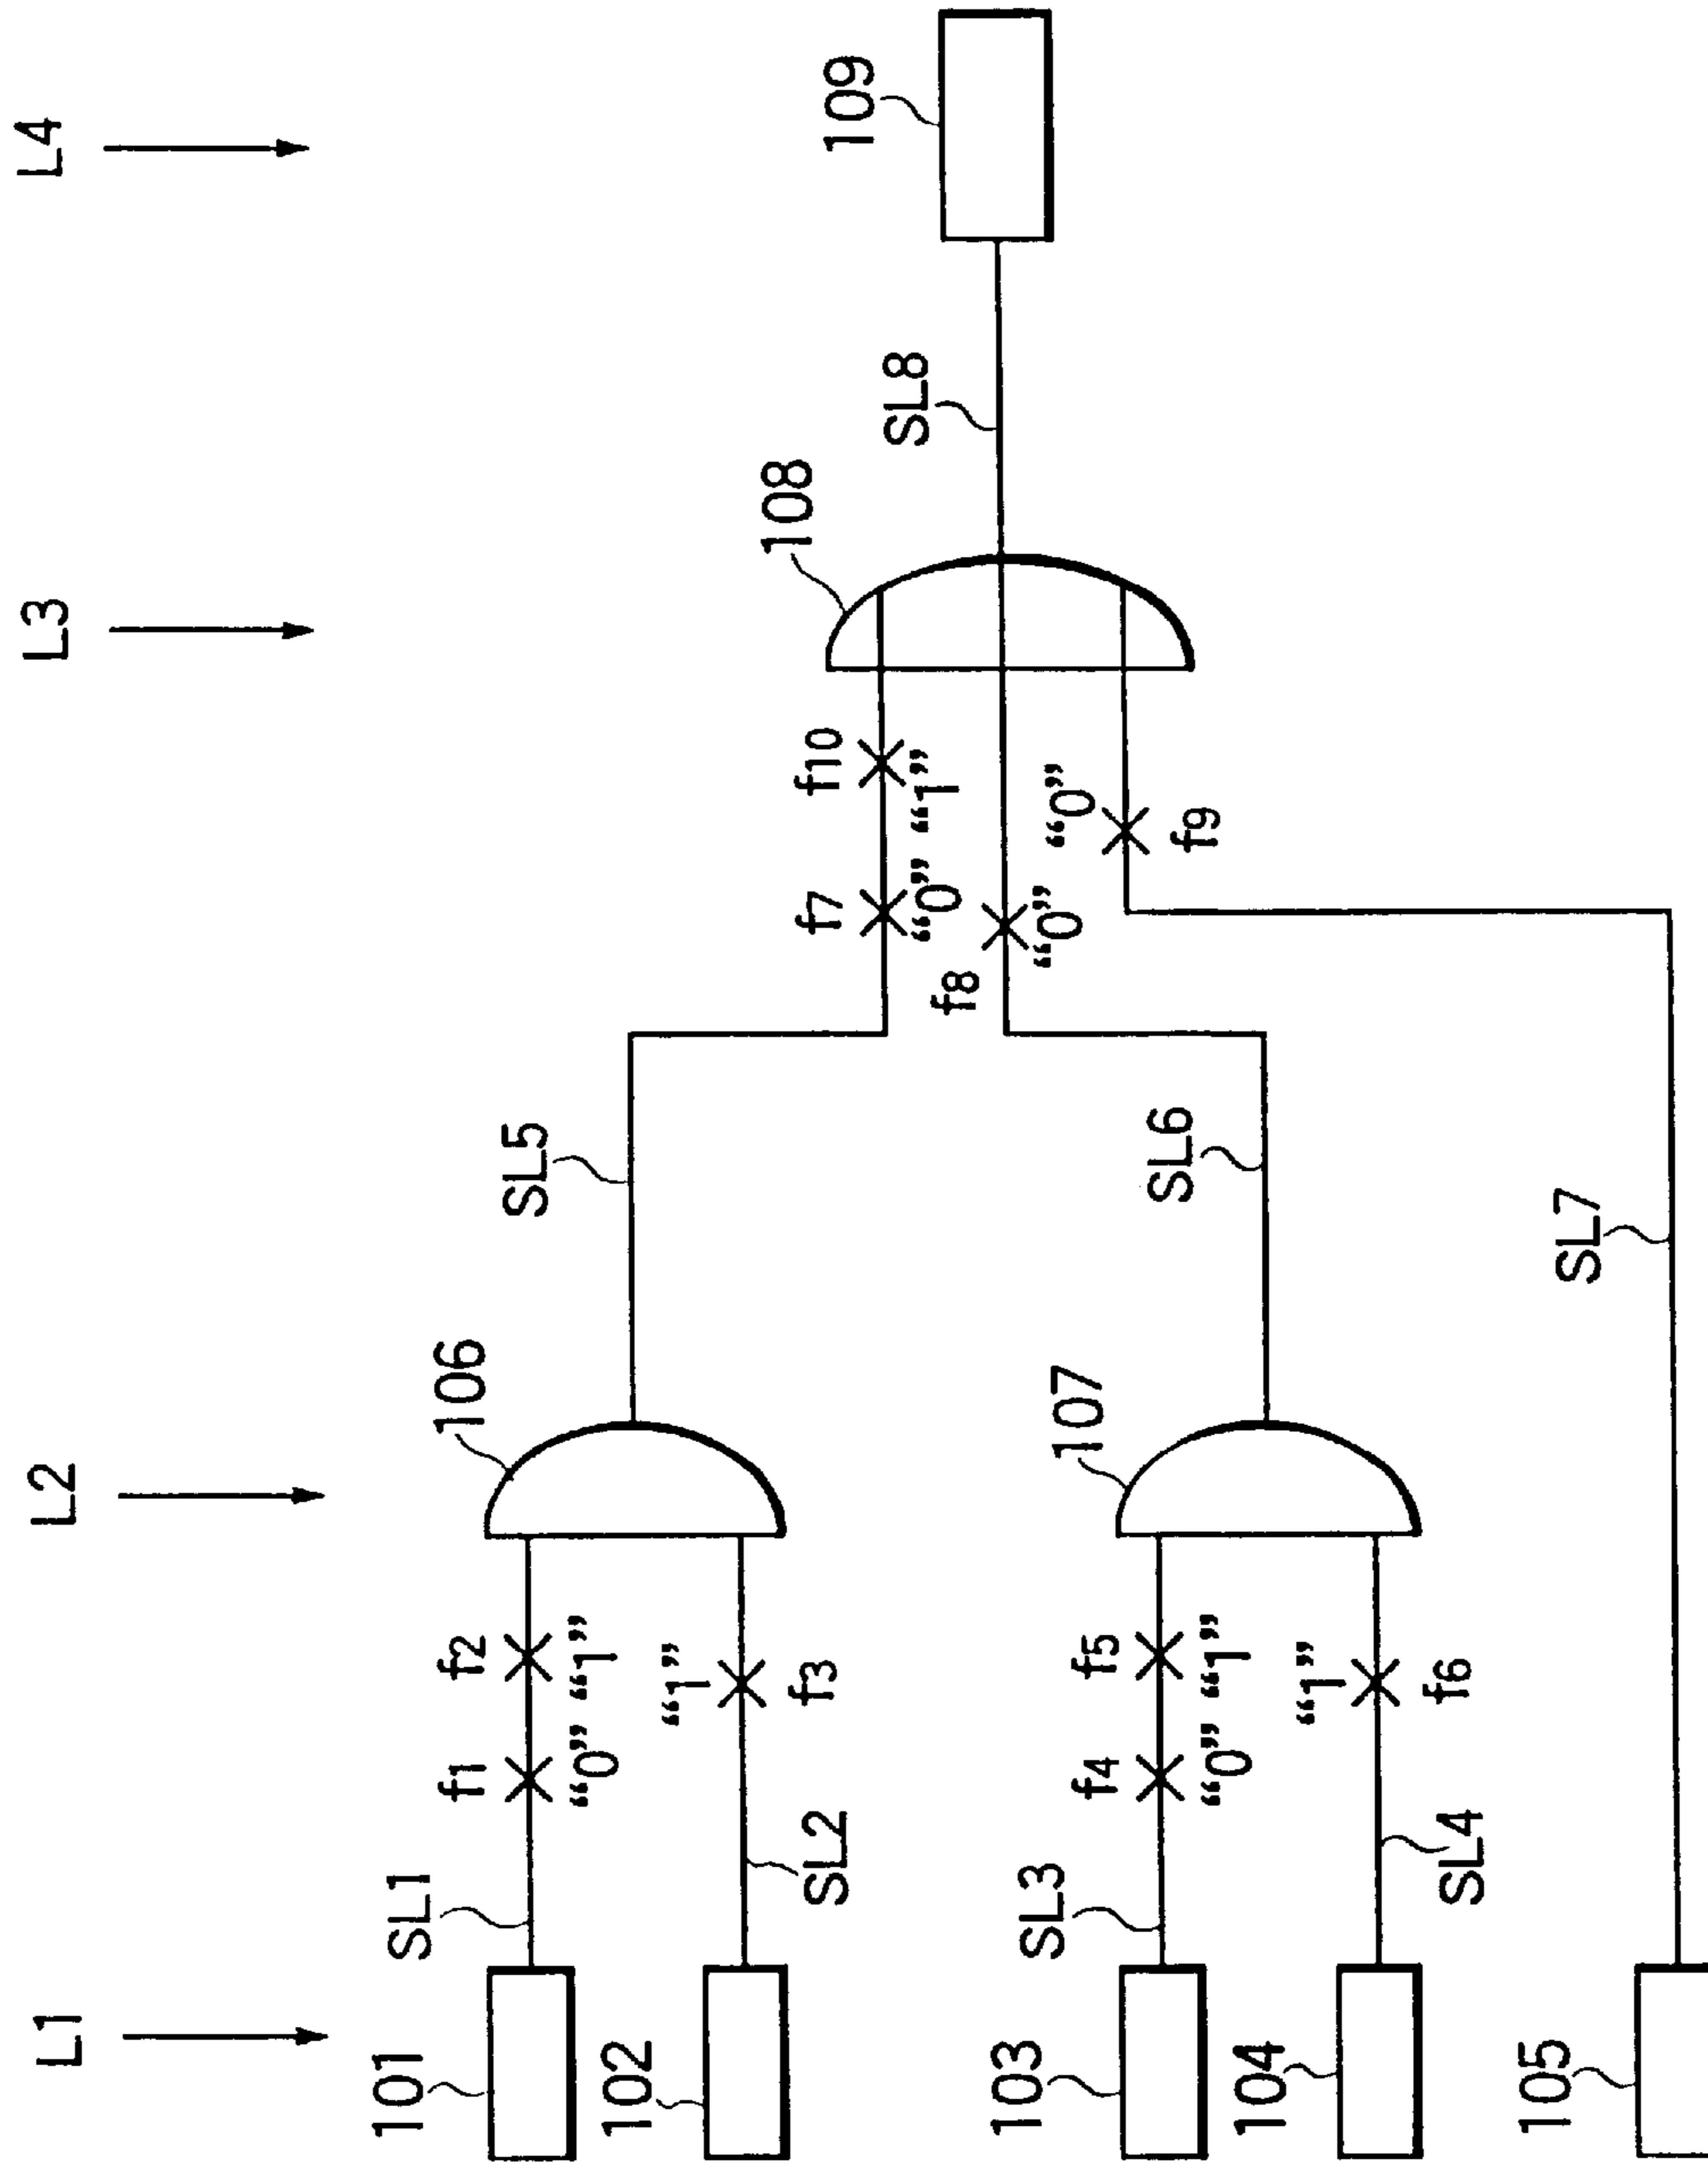 L1
L2
L3
L4
101
SL1
f1
"0"
f2
"1"
106
102
SL2
"1"
f3
SL5
f7
"0"
f10
"1"
108
SL8
109
103
SL3
f4
"0"
f5
"1"
107
104
SL4
"1"
f6
SL6
f8
"0"
"0"
f9
105
SL7